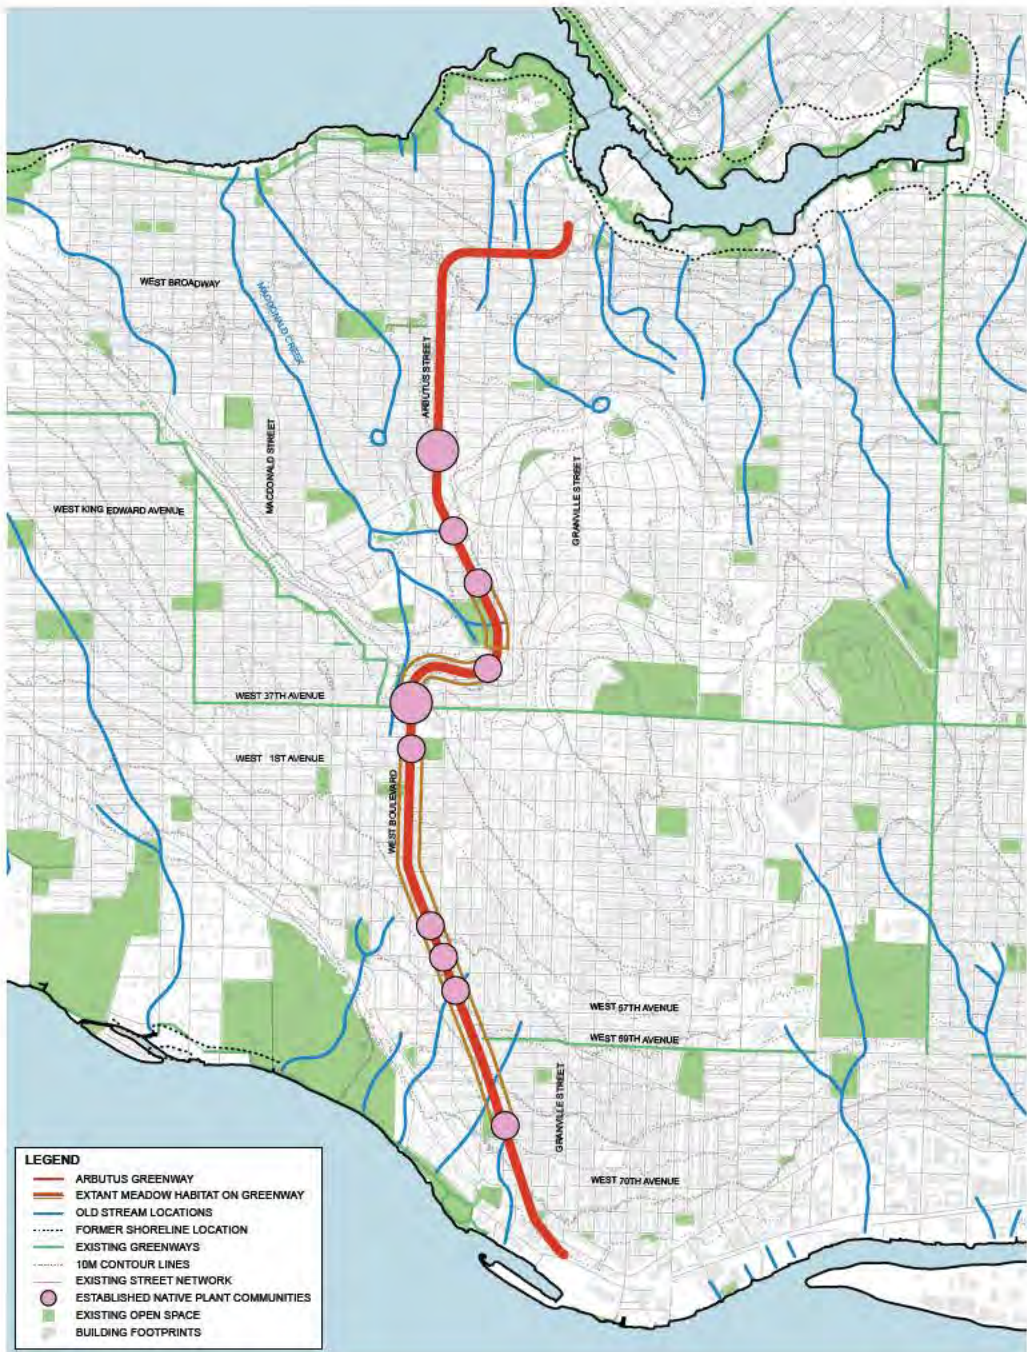 WEST BROADWAY
MACDONALD CREEK
ARBUTUS STREET
MACDONALD STREET
GRANVILLE STREET
WEST KING EDWARD AVENUE
WEST 37TH AVENUE
WEST 1ST AVENUE
WEST BOULEVARD
WEST 57TH AVENUE
WEST 59TH AVENUE
GRANVILLE STREET
WEST 70TH AVENUE
LEGEND
ARBUTUS GREENWAY
EXTANT MEADOW HABITAT ON GREENWAY
OLD STREAM LOCATIONS
FORMER SHORELINE LOCATION
EXISTING GREENWAYS
10M CONTOUR LINES
EXISTING STREET NETWORK
ESTABLISHED NATIVE PLANT COMMUNITIES
EXISTING OPEN SPACE
BUILDING FOOTPRINTS